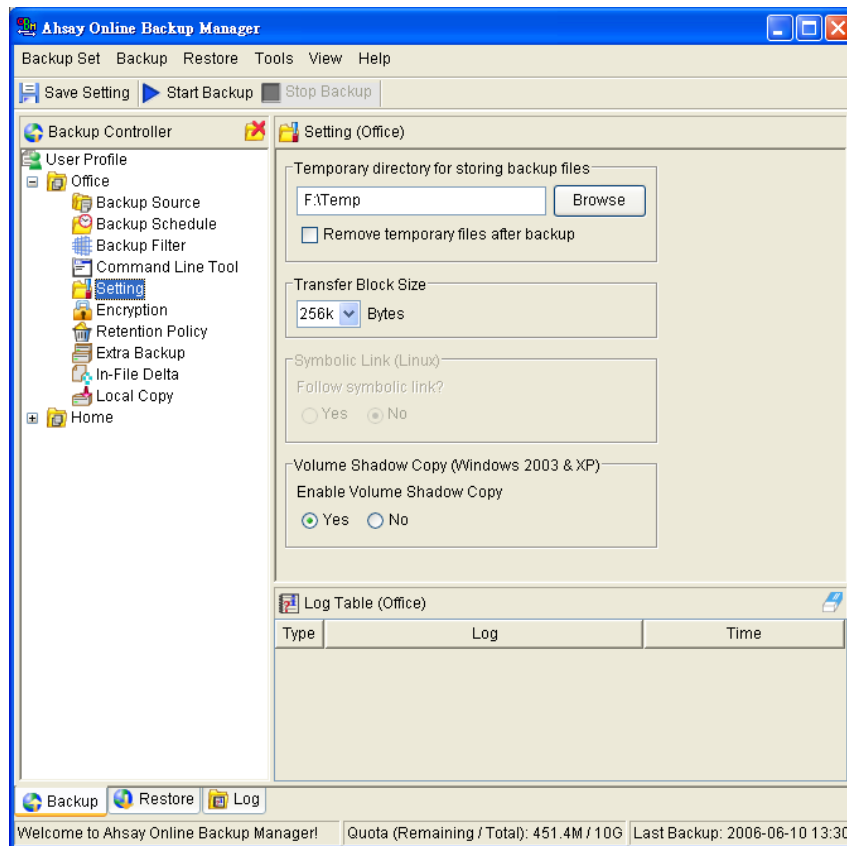 Ahsay Online Backup Manager
Backup Set Backup Restore Tools View Help
Save Setting Start Backup Stop Backup
Backup Controller
User Profile
Office
Backup Source
Backup Schedule
Backup Filter
Command Line Tool
Setting
Encryption
Retention Policy
Extra Backup
In-File Delta
Local Copy
Home
Setting (Office)
Temporary directory for storing backup files
F:\Temp Browse
Remove temporary files after backup
Transfer Block Size
256k Bytes
Symbolic Link (Linux)
Follow symbolic link?
Yes No
Volume Shadow Copy (Windows 2003 & XP)
Enable Volume Shadow Copy
Yes No
Log Table (Office)
Type Log Time
Backup Restore Log
Welcome to Ahsay Online Backup Manager! Quota (Remaining / Total): 451.4M / 10G Last Backup: 2006-06-10 13:30